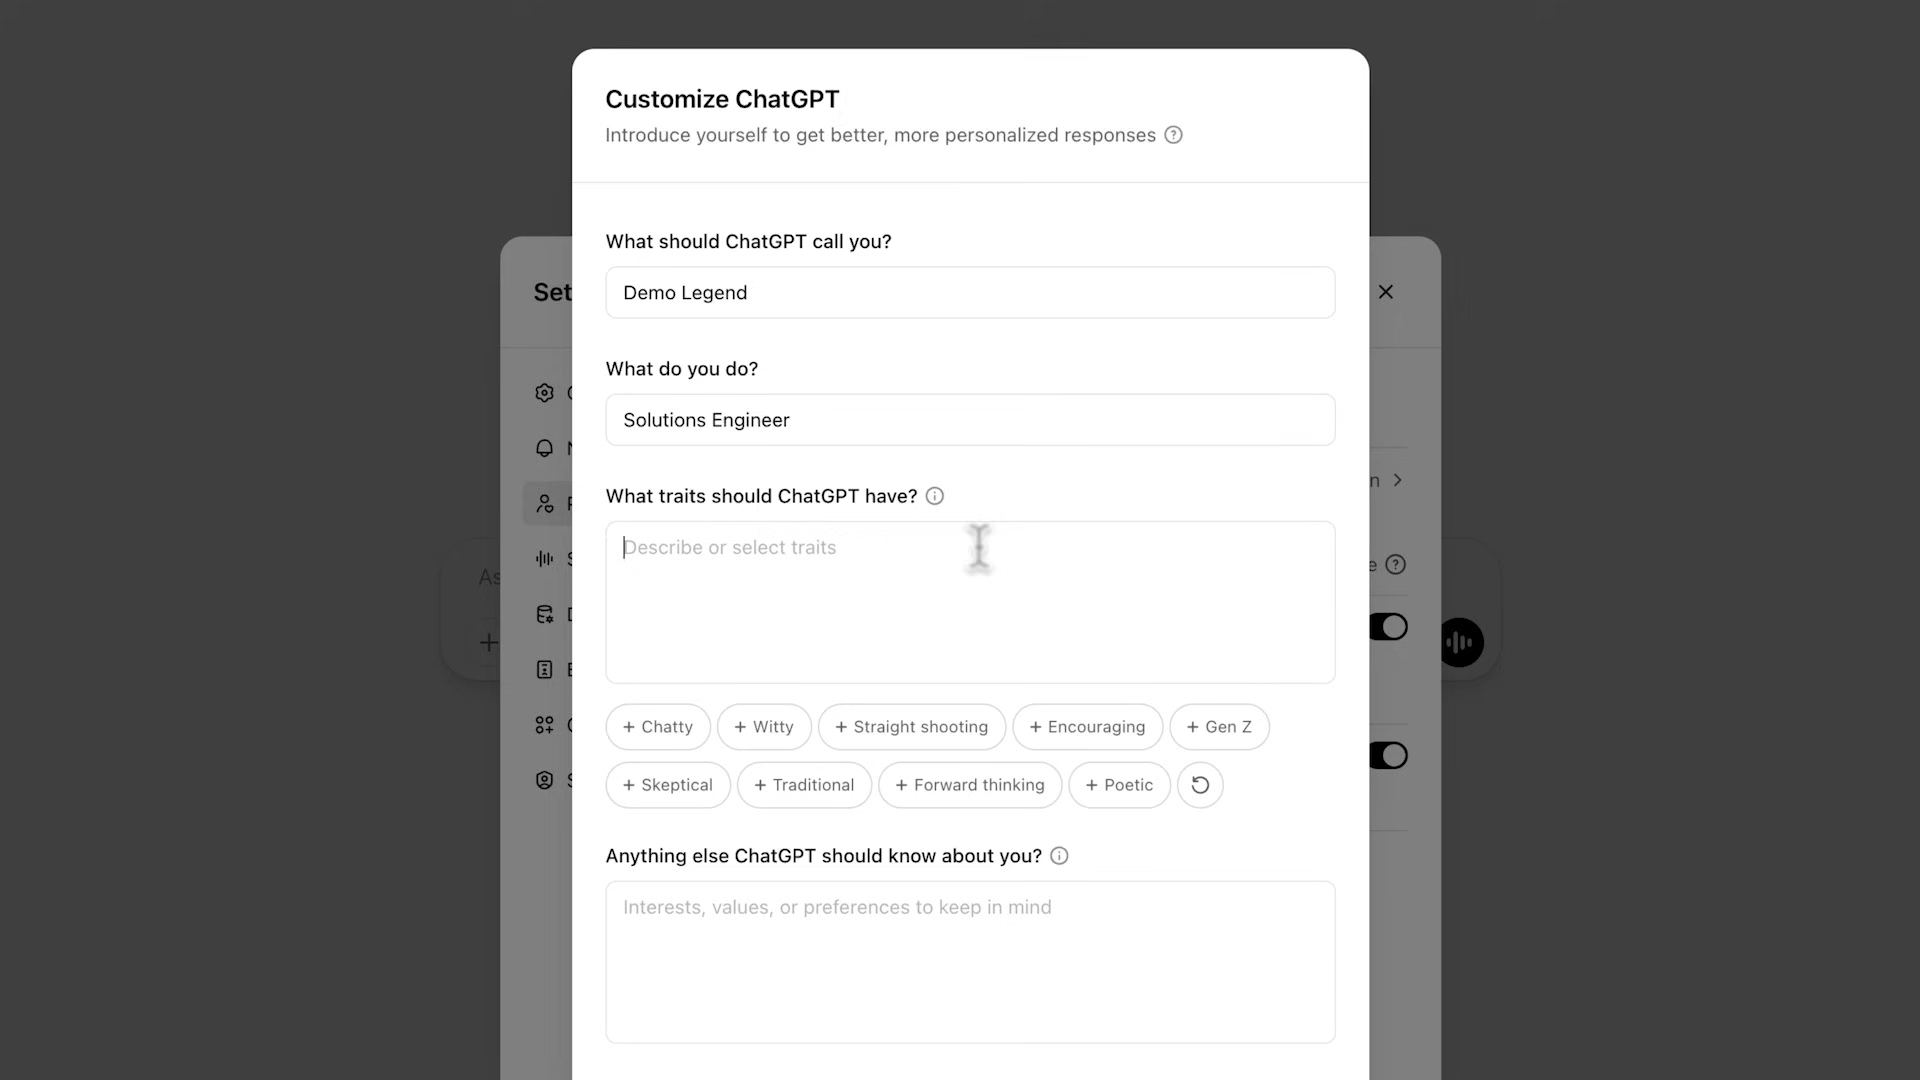 Customize ChatGPT
Introduce yourself to get better, more personalized responses
What should ChatGPT call you?
Demo Legend
What do you do?
Solutions Engineer
What traits should ChatGPT have?
Describe or select traits
+ Chatty + Witty + Straight shooting + Encouraging + Gen Z
+ Skeptical + Traditional + Forward thinking + Poetic
Anything else ChatGPT should know about you?
Interests, values, or preferences to keep in mind